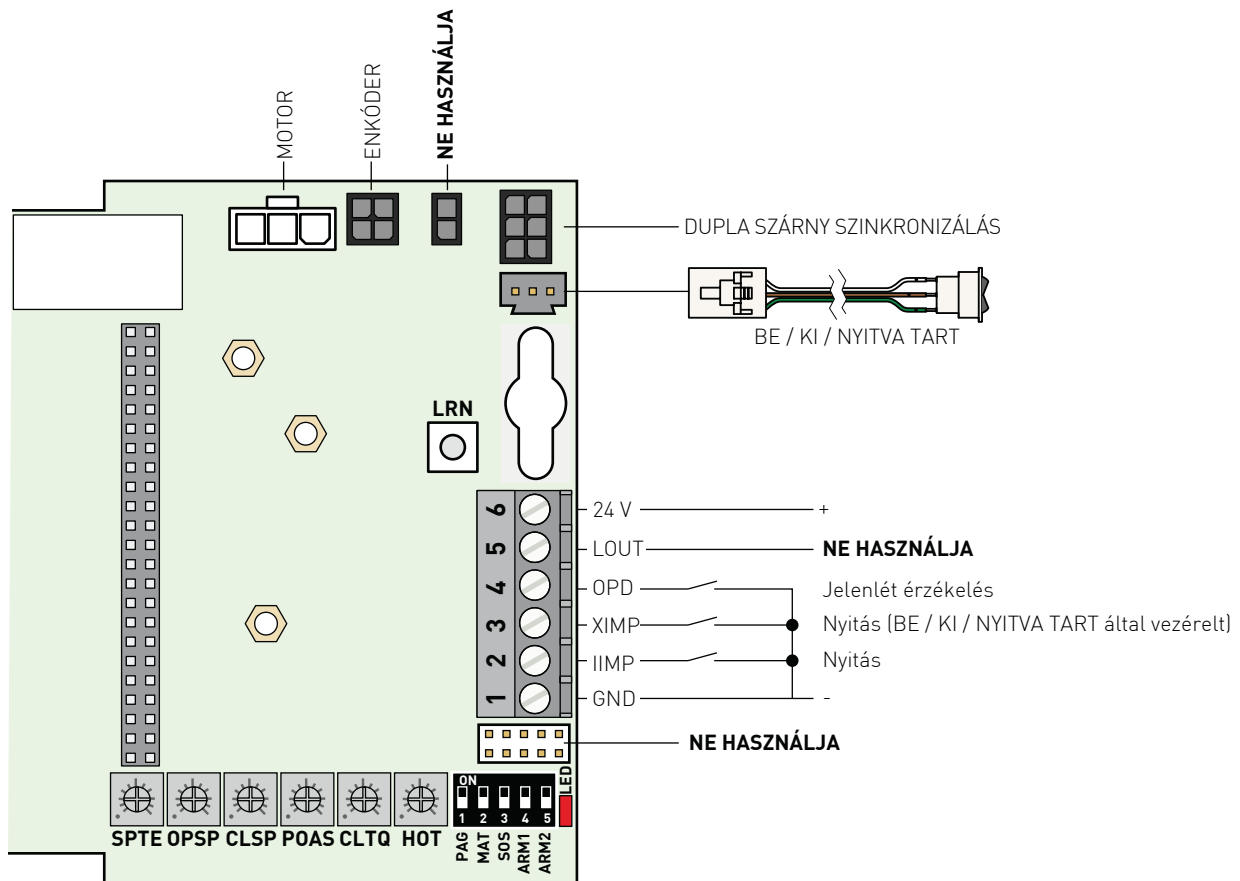 MOTOR
ENKÓDER
NE HASZNÁLJA
DUPLA SZÁRNY SZINKRONIZÁLÁS
BE / KI / NYITVA TART
LRN
6 24 V +
5 LOUT NE HASZNÁLJA
4 OPD Jelenlét érzékelés
3 XIMP Nyitás (BE / KI / NYITVA TART által vezérelt)
2 IIMP Nyitás
1 GND -
NE HASZNÁLJA
ON
LED
1 2 3 4 5
SPTE OPSP CLSP POAS CLTQ HOT
PAG
MAT
SOS
ARM1
ARM2